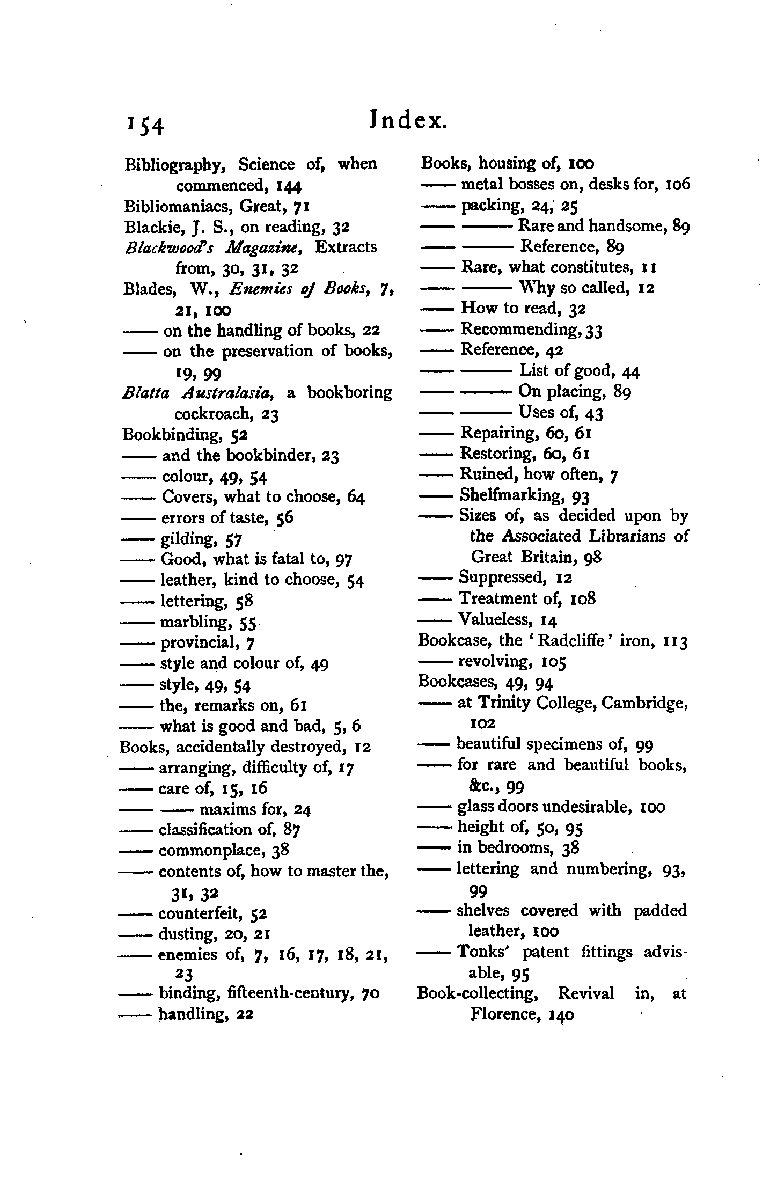 154
Index.
Bibliography, Science of, when
commenced, 144
Bibliomaniacs, Great, 71
Blackie, J. S., on reading, 32
Blackwood's Magazine, Extracts
from, 30, 31, 32
Blades, W., Enemies of Books, 7,
21, 100
—— on the handling of books, 22
—— on the preservation of books,
19, 99
Blatta Australasia, a bookboring
cockroach, 23
Bookbinding, 52
—— and the bookbinder, 23
—— colour, 49, 54
—— Covers, what to choose, 64
—— errors of taste, 56
—— gilding, 57
—— Good, what is fatal to, 97
—— leather, kind to choose, 54
—— lettering, 58
—— marbling, 55
—— provincial, 7
—— style and colour of, 49
—— style, 49, 54
—— the, remarks on, 61
—— what is good and bad, 5, 6
Books, accidentally destroyed, 12
—— arranging, difficulty of, 17
—— care of, 15, 16
—— —— maxims for, 24
—— classification of, 87
—— commonplace, 38
—— contents of, how to master the,
31, 32
—— counterfeit, 52
—— dusting, 20, 21
—— enemies of, 7, 16, 17, 18, 21,
23
—— binding, fifteenth-century, 70
—— handling, 22
Books, housing of, 100
—— metal bosses on, desks for, 106
—— packing, 24, 25
—— —— Rare and handsome, 89
—— —— Reference, 89
—— Rare, what constitutes, 11
—— —— Why so called, 12
—— How to read, 32
—— Recommending, 33
—— Reference, 42
—— —— List of good, 44
—— —— On placing, 89
—— —— Uses of, 43
—— Repairing, 60, 61
—— Restoring, 60, 61
—— Ruined, how often, 7
—— Shelfmarking, 93
—— Sizes of, as decided upon by
the Associated Librarians of
Great Britain, 98
—— Suppressed, 12
—— Treatment of, 108
—— Valueless, 14
Bookcase, the ‘Radcliffe’ iron, 113
—— revolving, 105
Bookcases, 49, 94
—— at Trinity College, Cambridge,
102
—— beautiful specimens of, 99
—— for rare and beautiful books,
&c., 99
—— glass doors undesirable, 100
—— height of, 50, 95
—— in bedrooms, 38
—— lettering and numbering, 93,
99
—— shelves covered with padded
leather, 100
—— Tonks' patent fittings advis-
able, 95
Book-collecting, Revival in, at
Florence, 140